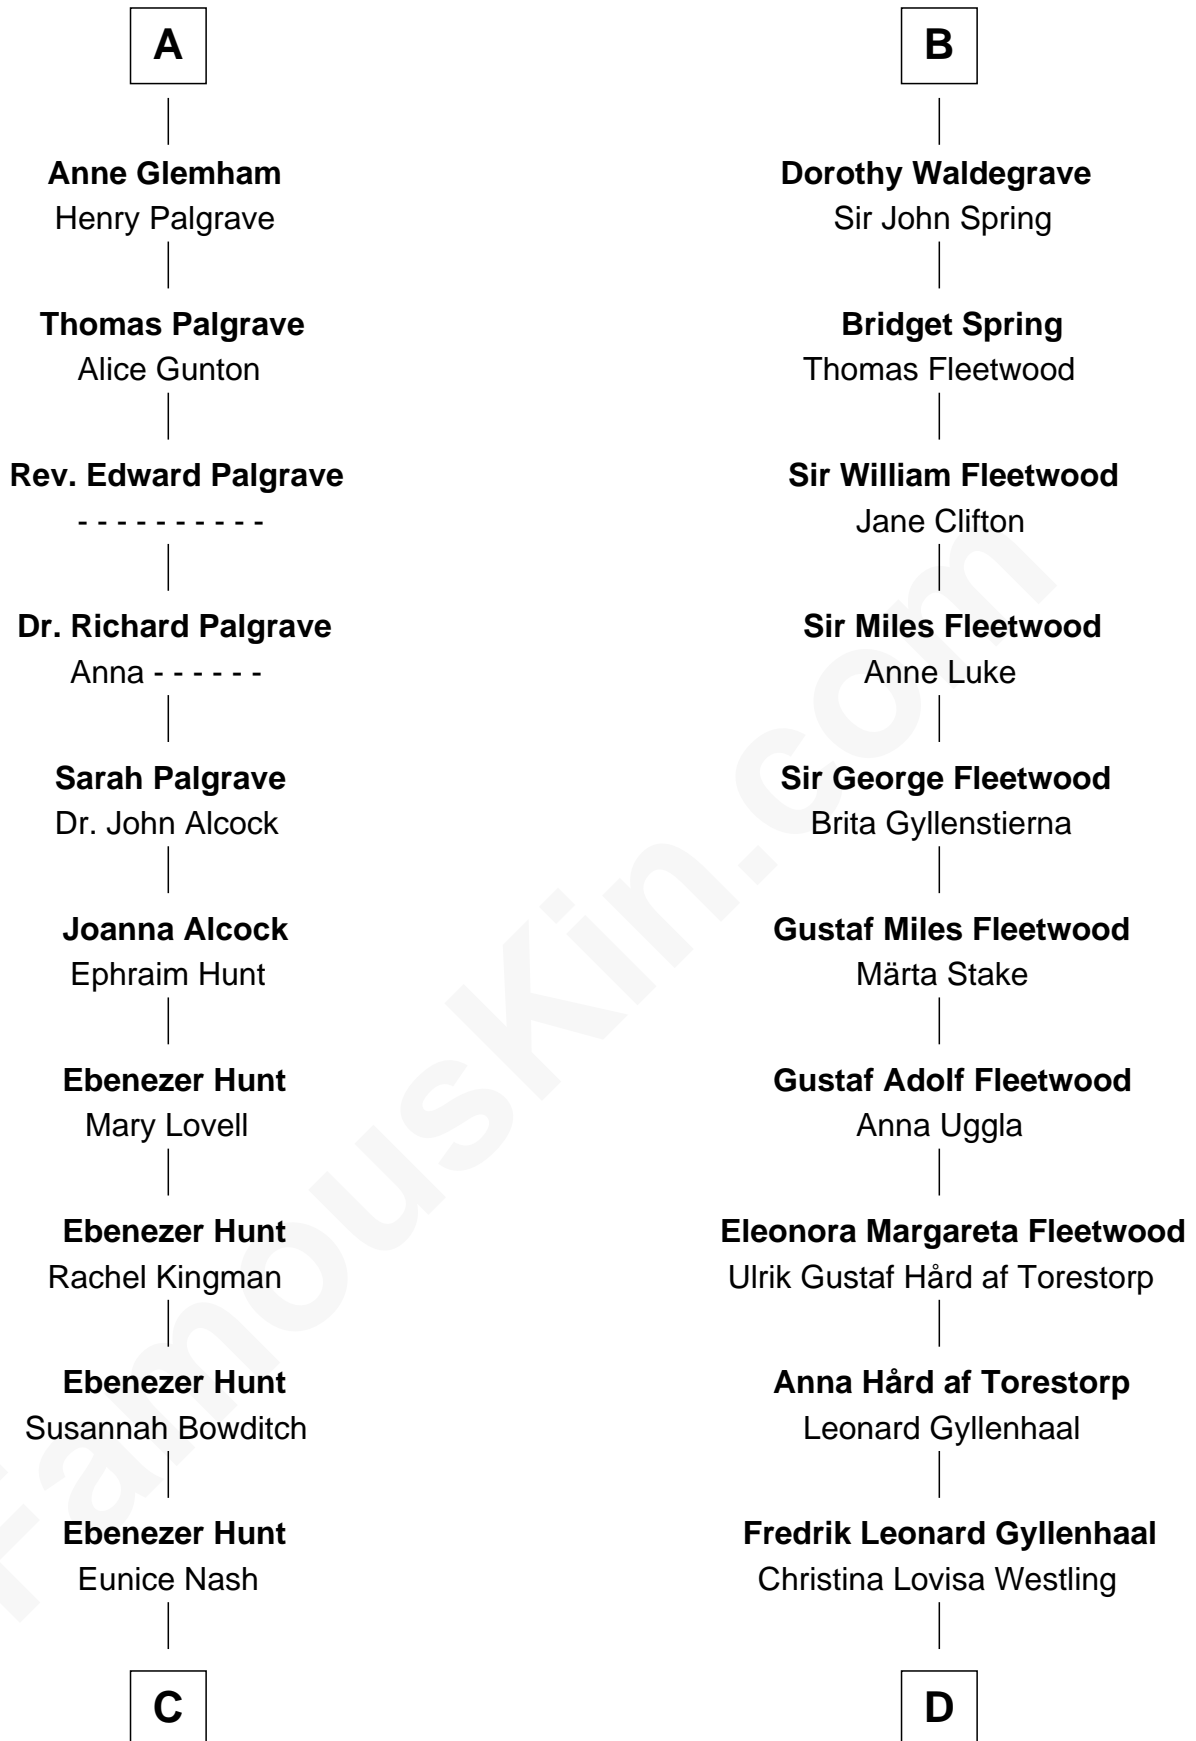 A
Anne Glemham
Henry Palgrave
Thomas Palgrave
Alice Gunton
Rev. Edward Palgrave
- - - - - - - - - -
Dr. Richard Palgrave
Anna - - - - - -
Sarah Palgrave
Dr. John Alcock
Joanna Alcock
Ephraim Hunt
Ebenezer Hunt
Mary Lovell
Ebenezer Hunt
Rachel Kingman
Ebenezer Hunt
Susannah Bowditch
Ebenezer Hunt
Eunice Nash
C
B
Dorothy Waldegrave
Sir John Spring
Bridget Spring
Thomas Fleetwood
Sir William Fleetwood
Jane Clifton
Sir Miles Fleetwood
Anne Luke
Sir George Fleetwood
Brita Gyllenstierna
Gustaf Miles Fleetwood
Märta Stake
Gustaf Adolf Fleetwood
Anna Uggla
Eleonora Margareta Fleetwood
Ulrik Gustaf Hård af Torestorp
Anna Hård af Torestorp
Leonard Gyllenhaal
Fredrik Leonard Gyllenhaal
Christina Lovisa Westling
D
FamousKin.com